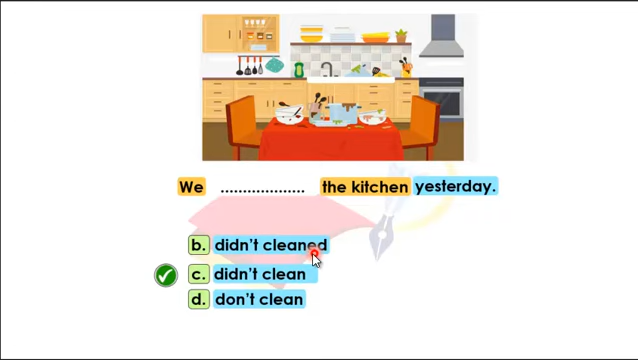 We ................... the kitchen yesterday.
b. didn't cleaned
c. didn't clean
d. don't clean